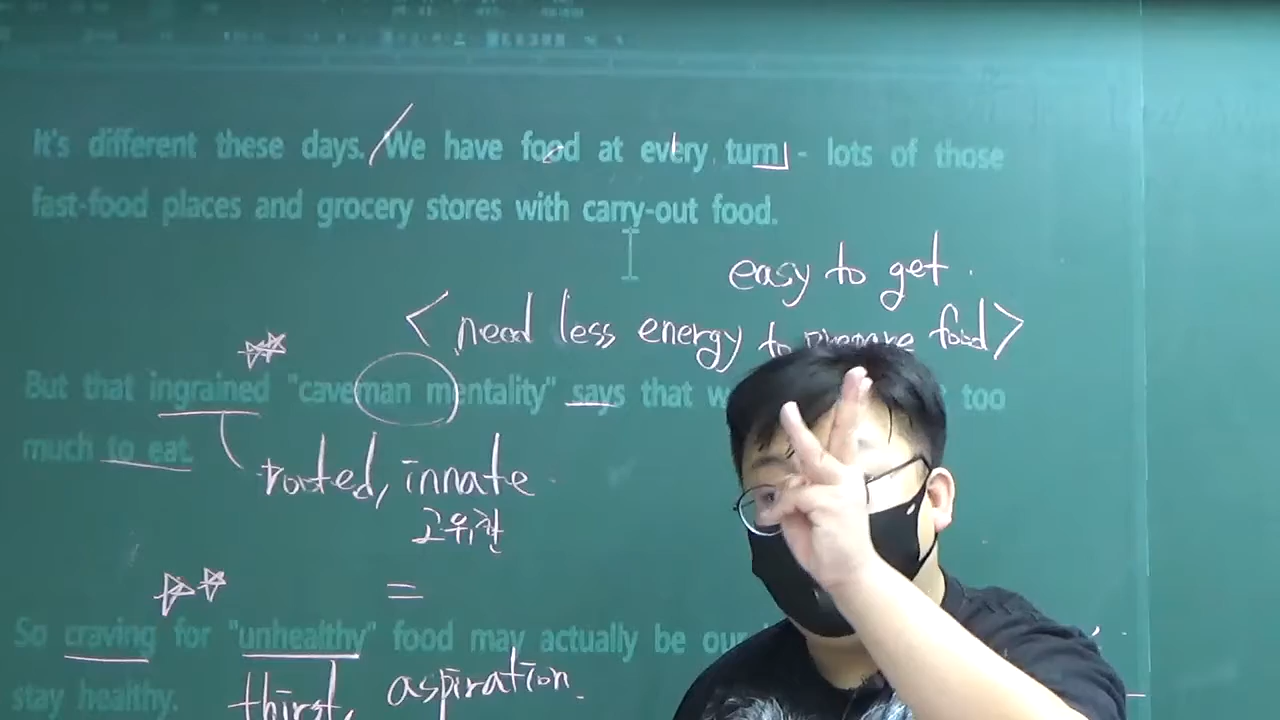 It's different these days. We have food at every turn - lots of those
fast-food places and grocery stores with carry-out food.
easy to get.
<need less energy to prepare food>
But that ingrained "caveman mentality" says that too
much to eat.
rooted, innate.
=
So craving for "unhealthy" food may actually be our
stay healthy.
thirst, aspiration.